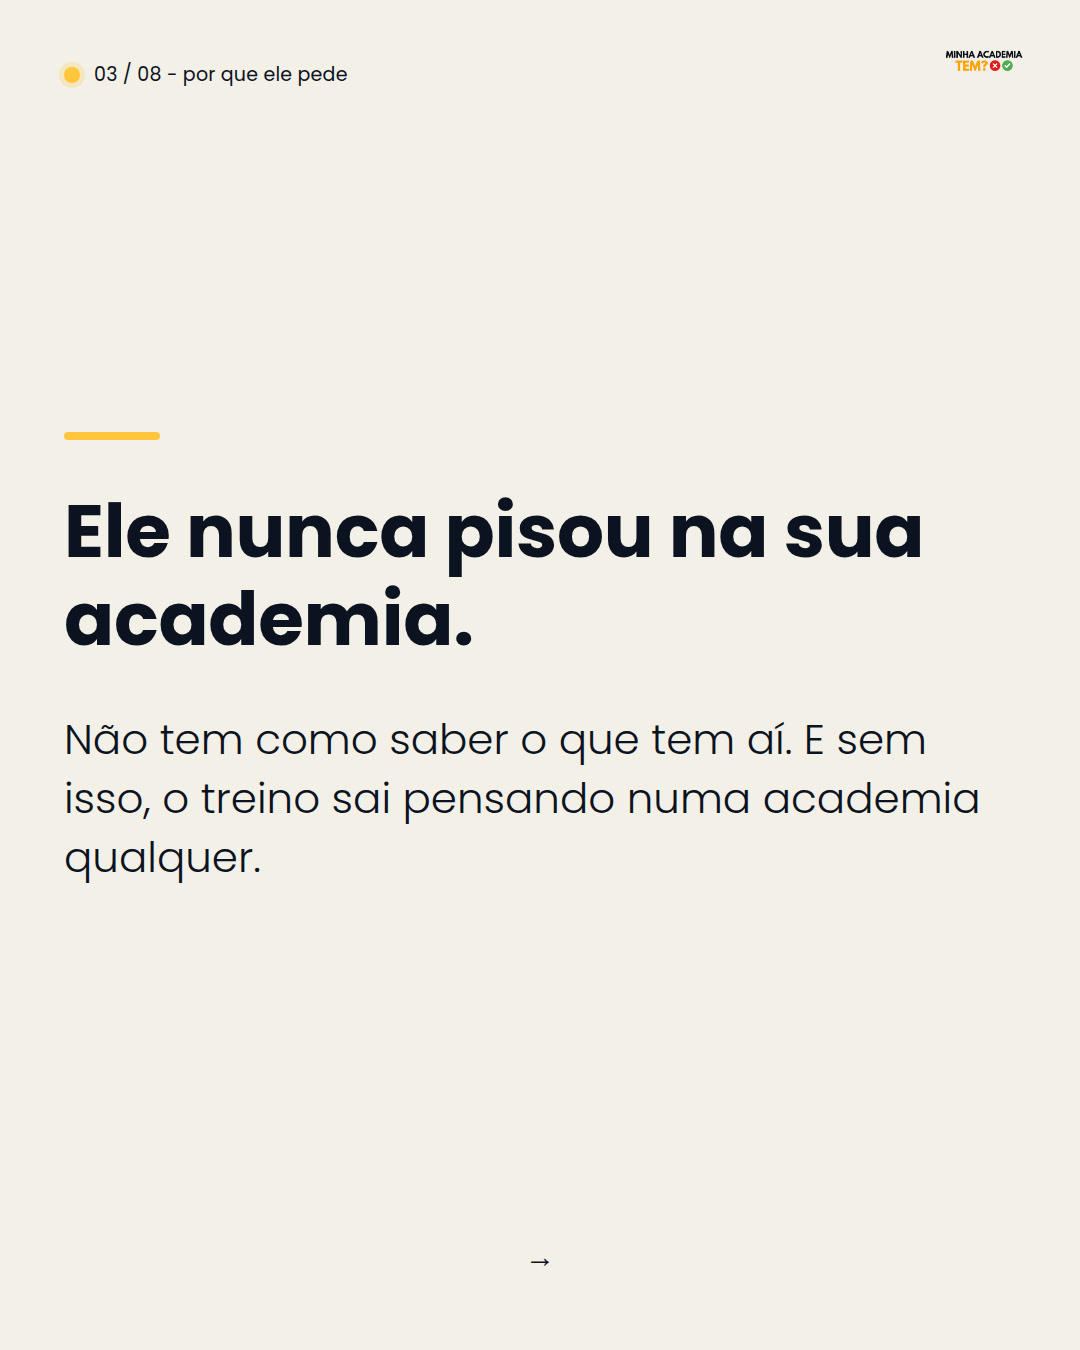 03 / 08 - por que ele pede
MINHA ACADEMIA
TEM?
Ele nunca pisou na sua
academia.
Não tem como saber o que tem aí. E sem
isso, o treino sai pensando numa academia
qualquer.
→